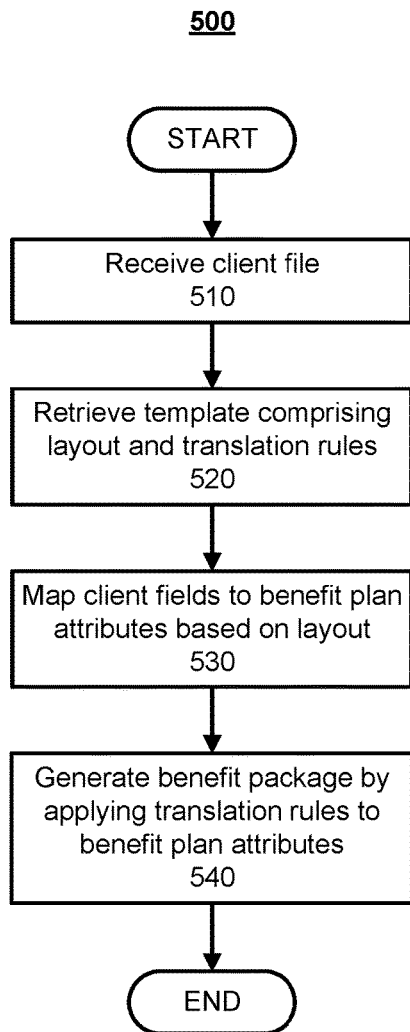 500
START
Receive client file
510
Retrieve template comprising
layout and translation rules
520
Map client fields to benefit plan
attributes based on layout
530
Generate benefit package by
applying translation rules to
benefit plan attributes
540
END